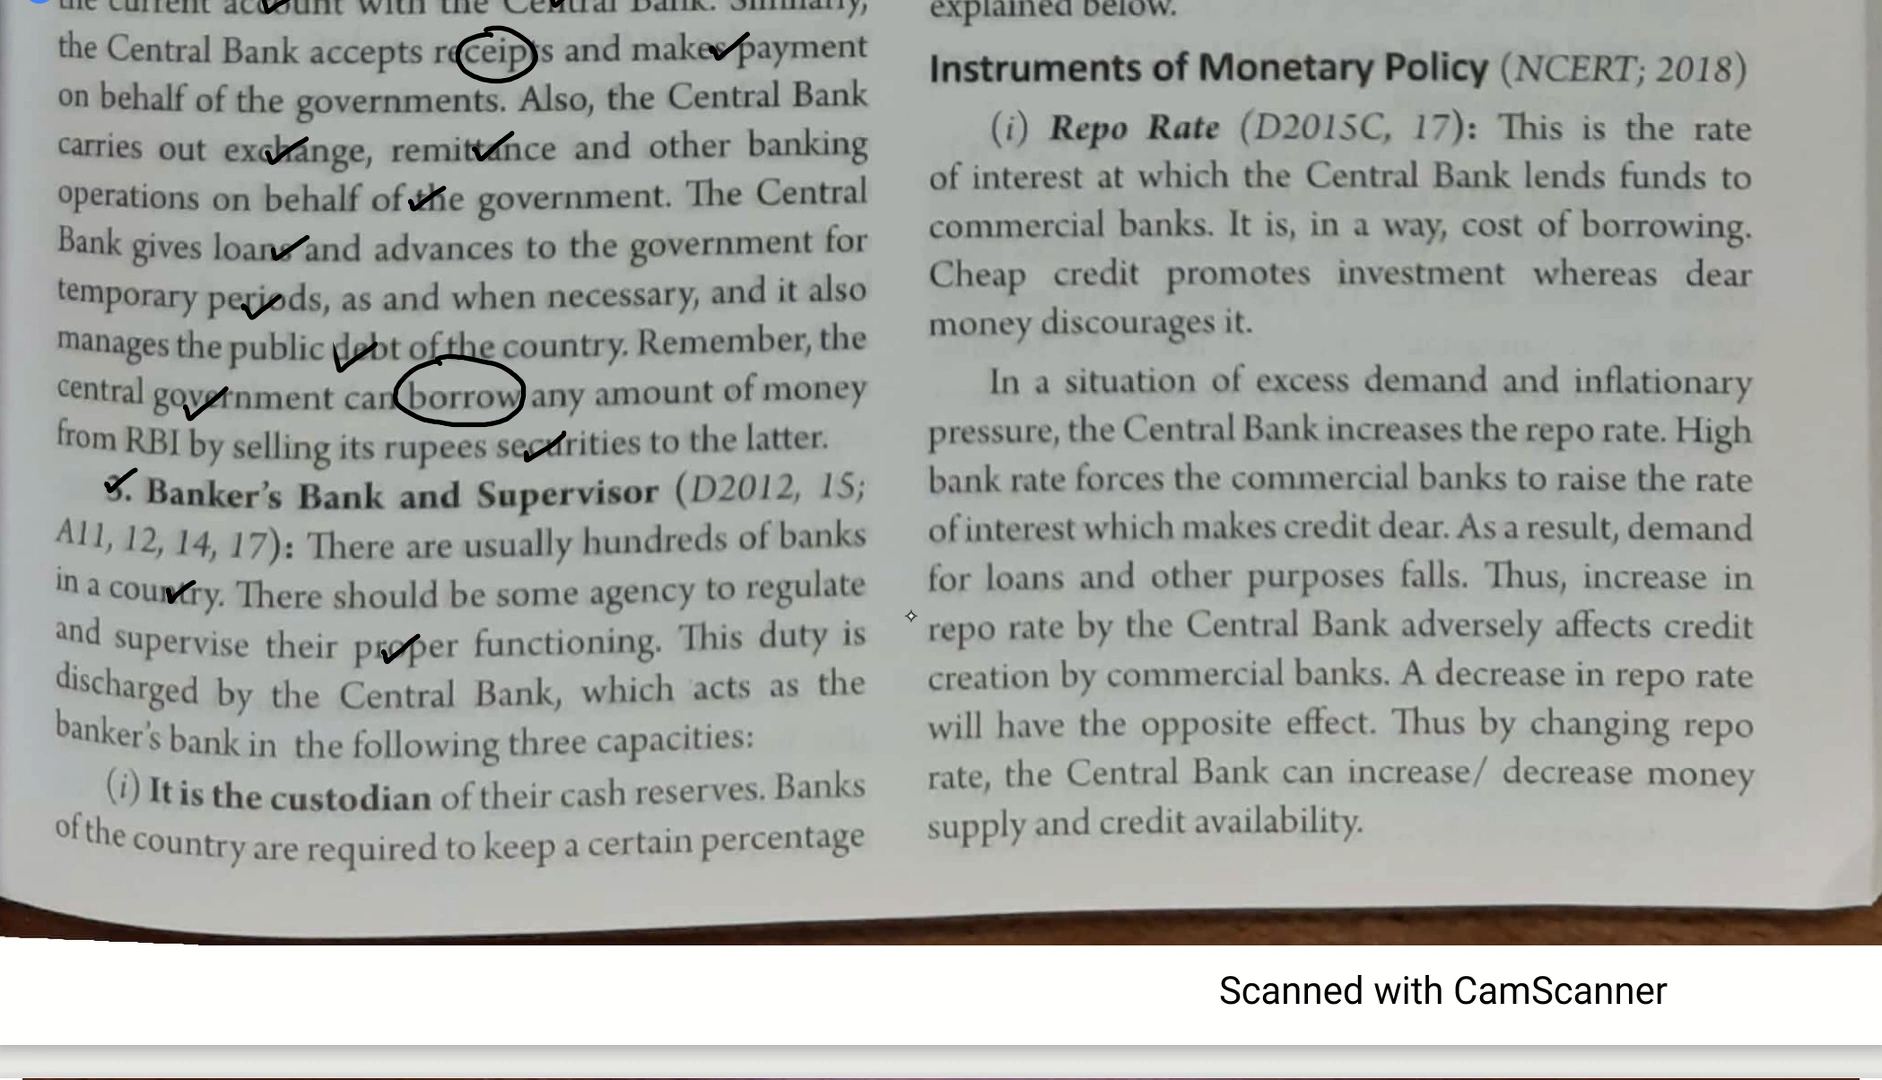 the current account with the Central Bank. Similarly,
the Central Bank accepts receipts and makes payment
on behalf of the governments. Also, the Central Bank
carries out exchange, remittance and other banking
operations on behalf of the government. The Central
Bank gives loans and advances to the government for
temporary periods, as and when necessary, and it also
manages the public debt of the country. Remember, the
central government can borrow any amount of money
from RBI by selling its rupees securities to the latter.
3. Banker's Bank and Supervisor (D2012, 15;
A11, 12, 14, 17): There are usually hundreds of banks
in a country. There should be some agency to regulate
and supervise their proper functioning. This duty is
discharged by the Central Bank, which acts as the
banker's bank in the following three capacities:
(i) It is the custodian of their cash reserves. Banks
of the country are required to keep a certain percentage
explained below.
Instruments of Monetary Policy (NCERT; 2018)
(i) Repo Rate (D2015C, 17): This is the rate
of interest at which the Central Bank lends funds to
commercial banks. It is, in a way, cost of borrowing.
Cheap credit promotes investment whereas dear
money discourages it.
In a situation of excess demand and inflationary
pressure, the Central Bank increases the repo rate. High
bank rate forces the commercial banks to raise the rate
of interest which makes credit dear. As a result, demand
for loans and other purposes falls. Thus, increase in
repo rate by the Central Bank adversely affects credit
creation by commercial banks. A decrease in repo rate
will have the opposite effect. Thus by changing repo
rate, the Central Bank can increase/ decrease money
supply and credit availability.
Scanned with CamScanner